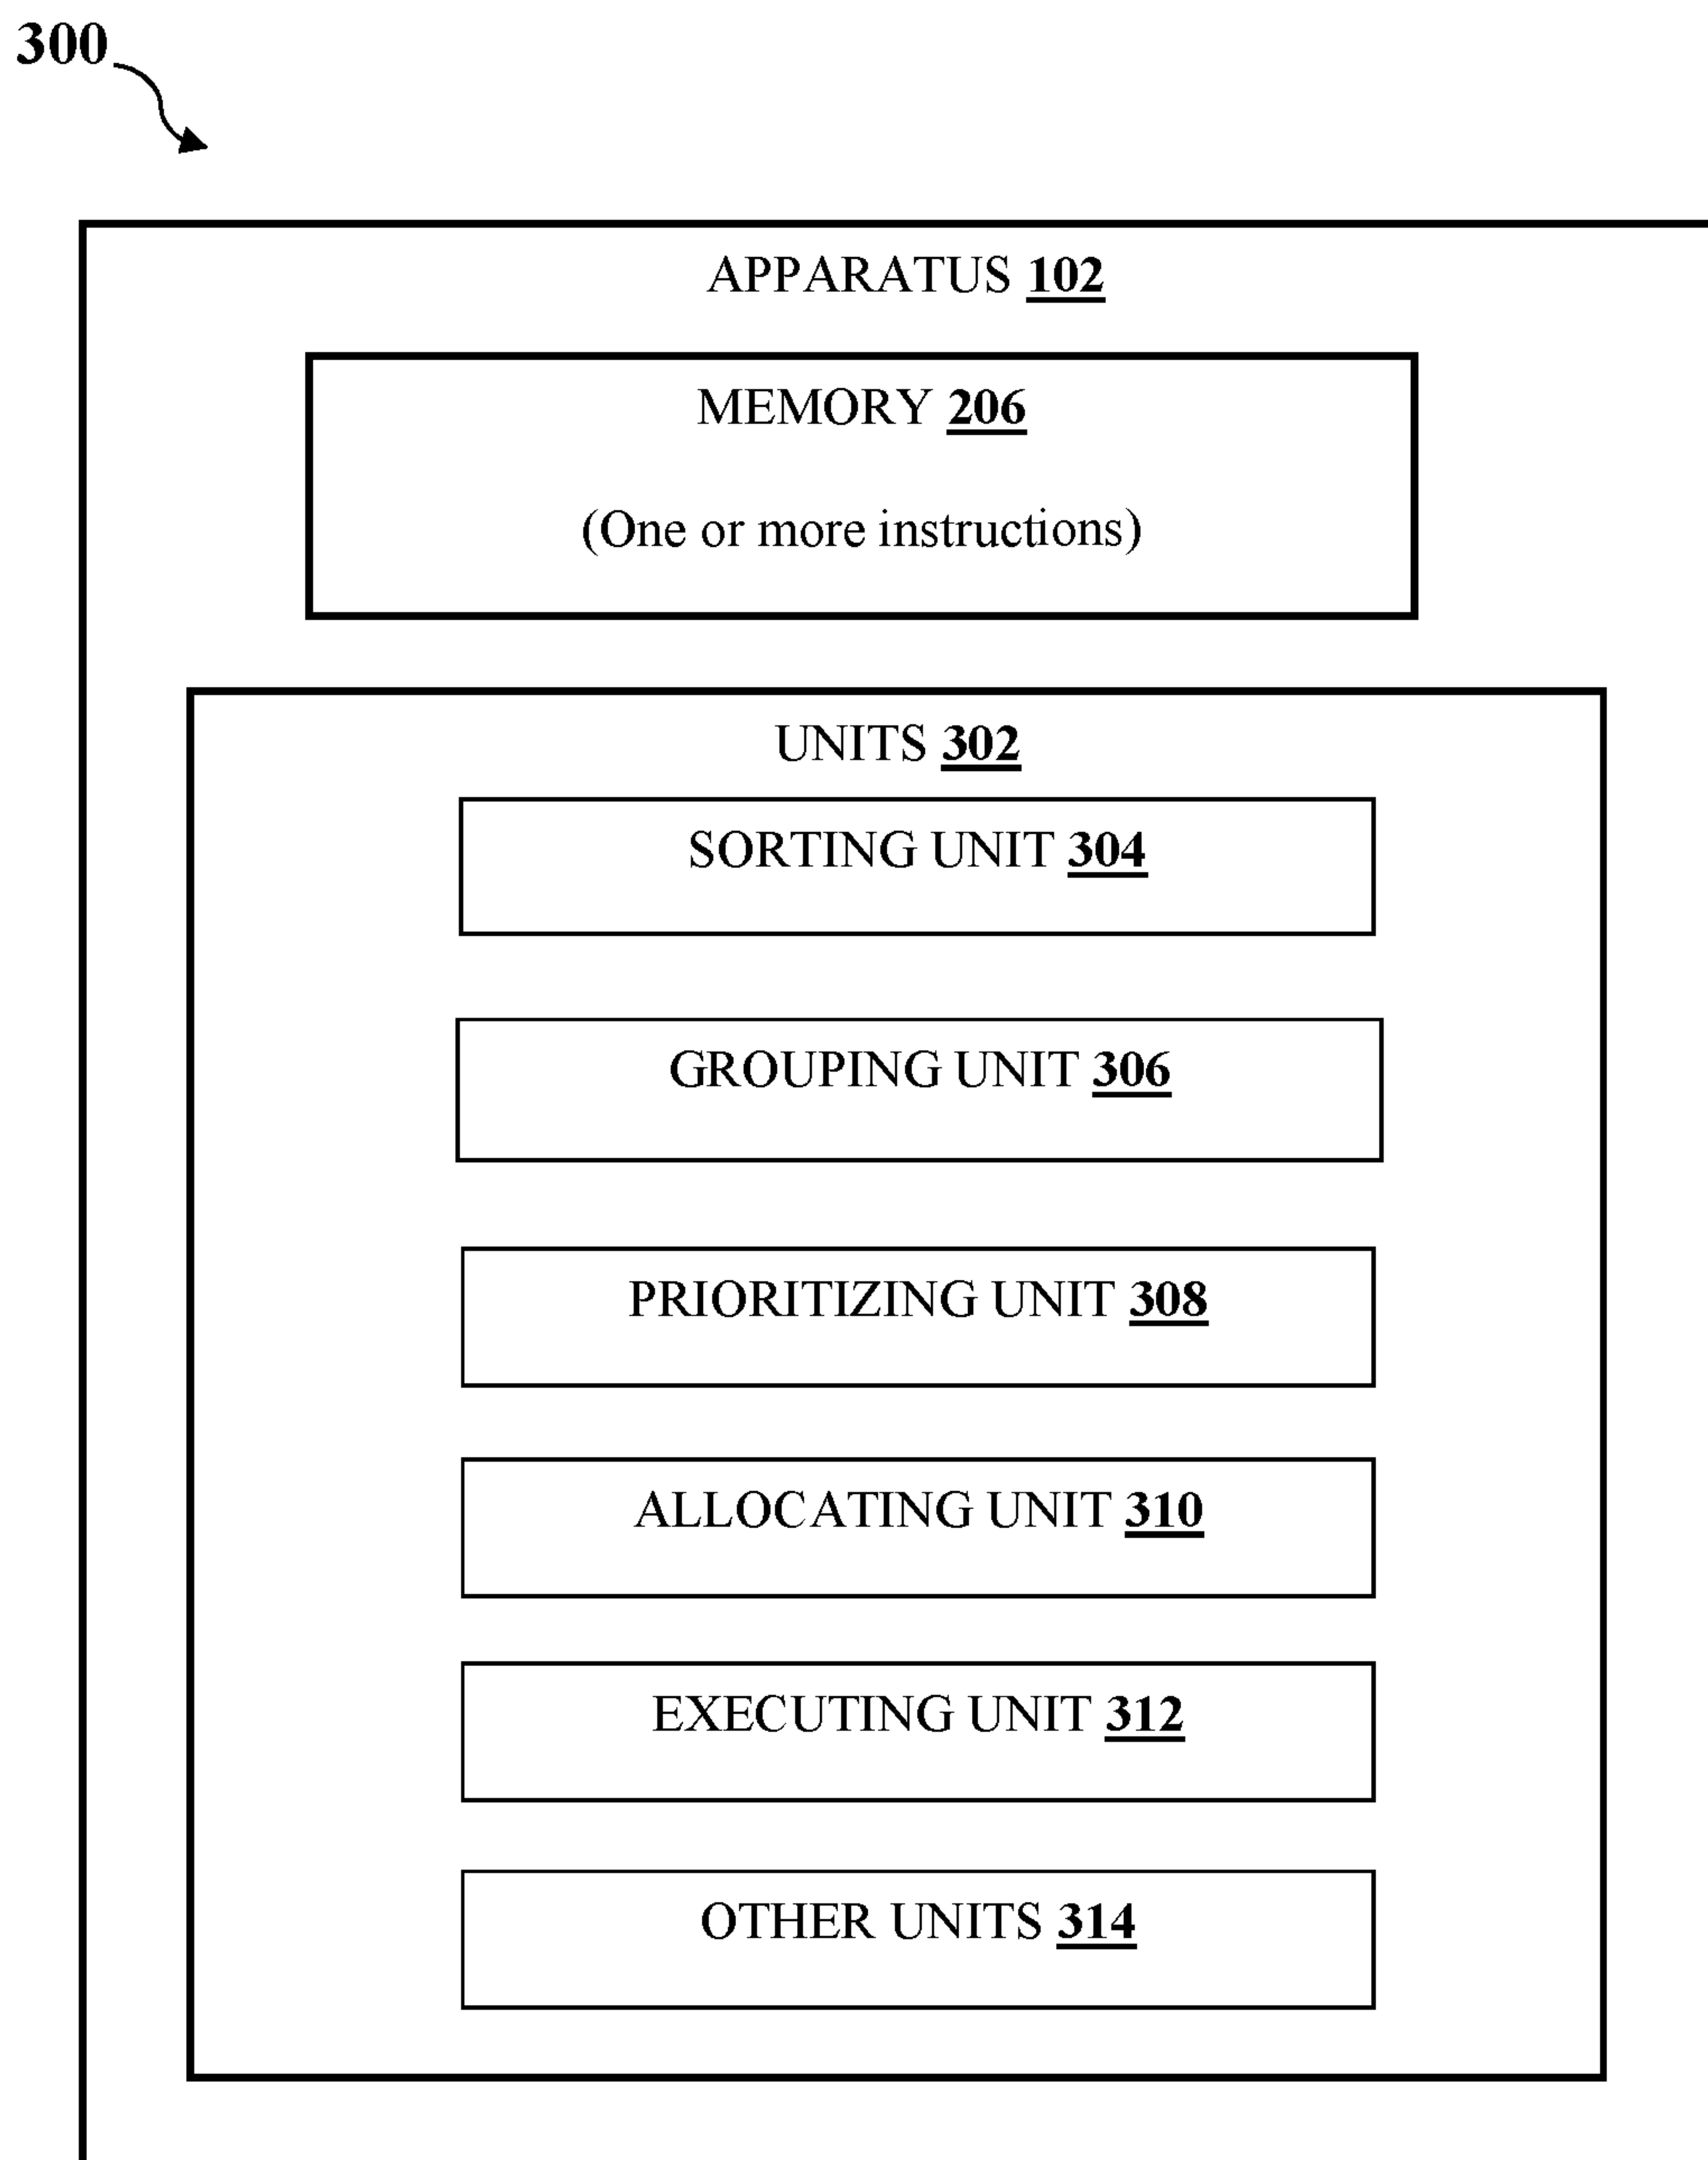 300
APPARATUS 102
MEMORY 206
(One or more instructions)
UNITS 302
SORTING UNIT 304
GROUPING UNIT 306
PRIORITIZING UNIT 308
ALLOCATING UNIT 310
EXECUTING UNIT 312
OTHER UNITS 314